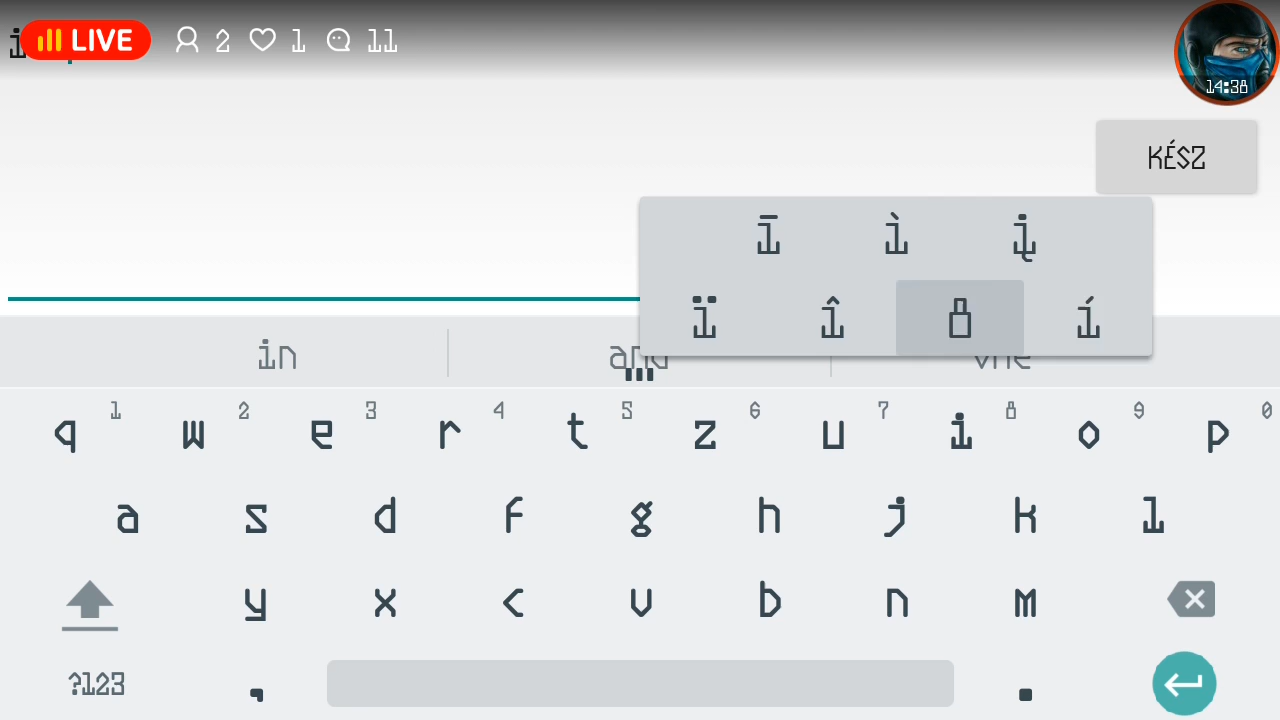 LIVE 2 1 11
14:38
KÉSZ
ī ì į
ï î 8 í
in
q 1 w 2 e 3 r 4 t 5 z 6 u 7 i 8 o 9 p 0
a s d f g h j k l
y x c v b n m
?123 , .